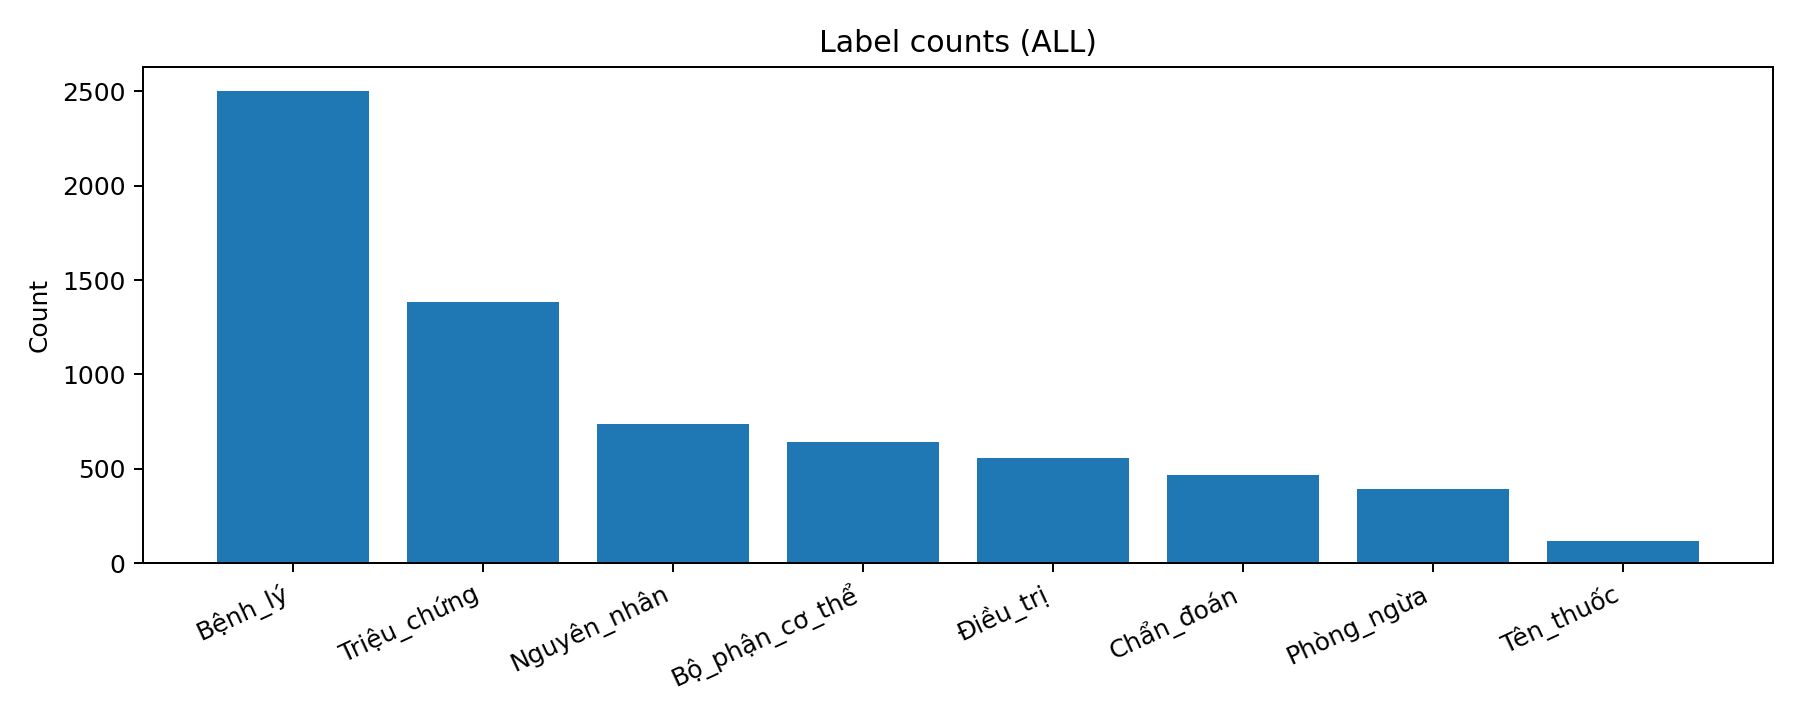 Label counts (ALL)
Count
2500
2000
1500
1000
500
0
Bệnh_lý
Triệu_chứng
Nguyên_nhân
Bộ_phận_cơ_thể
Điều_trị
Chẩn_đoán
Phòng_ngừa
Tên_thuốc